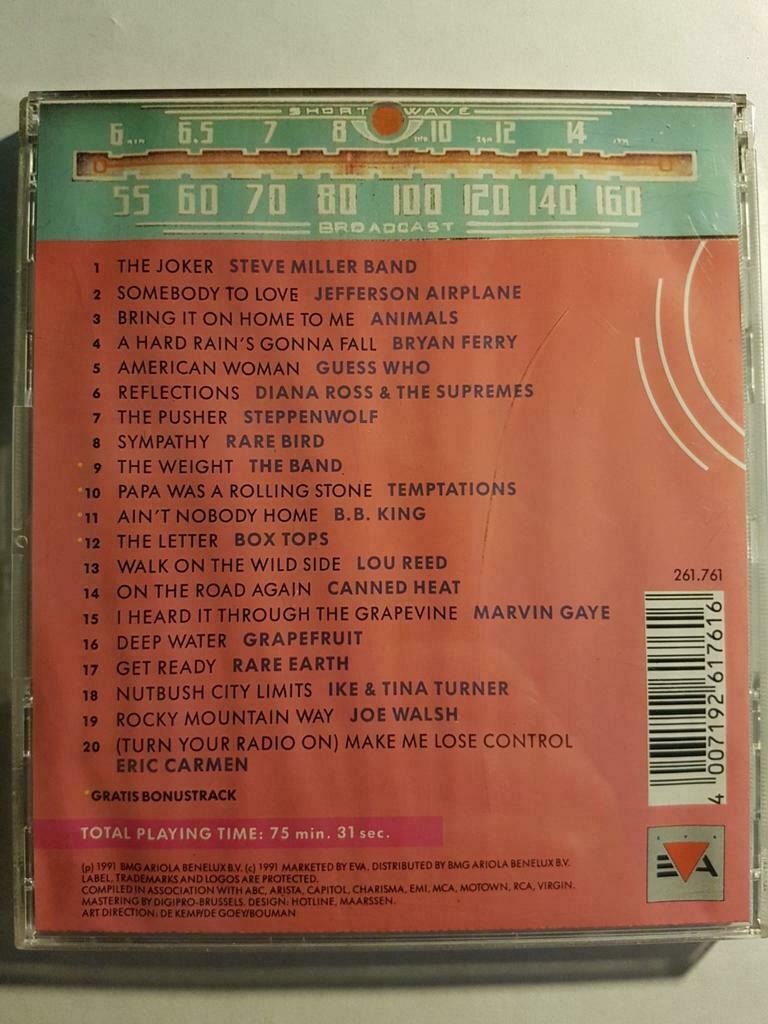 SHORT WAVE
6 6.5 7 8 10 12 14
55 60 70 80 100 120 140 160
BROADCAST
1 THE JOKER STEVE MILLER BAND
2 SOMEBODY TO LOVE JEFFERSON AIRPLANE
3 BRING IT ON HOME TO ME ANIMALS
4 A HARD RAIN'S GONNA FALL BRYAN FERRY
5 AMERICAN WOMAN GUESS WHO
6 REFLECTIONS DIANA ROSS & THE SUPREMES
7 THE PUSHER STEPPENWOLF
8 SYMPATHY RARE BIRD
*9 THE WEIGHT THE BAND
*10 PAPA WAS A ROLLING STONE TEMPTATIONS
*11 AIN'T NOBODY HOME B.B. KING
*12 THE LETTER BOX TOPS
13 WALK ON THE WILD SIDE LOU REED
14 ON THE ROAD AGAIN CANNED HEAT
15 I HEARD IT THROUGH THE GRAPEVINE MARVIN GAYE
16 DEEP WATER GRAPEFRUIT
17 GET READY RARE EARTH
18 NUTBUSH CITY LIMITS IKE & TINA TURNER
19 ROCKY MOUNTAIN WAY JOE WALSH
20 (TURN YOUR RADIO ON) MAKE ME LOSE CONTROL
ERIC CARMEN
*GRATIS BONUSTRACK
TOTAL PLAYING TIME: 75 min. 31 sec.
(p) 1991 BMG ARIOLA BENELUX B.V. (c) 1991 MARKETED BY EVA. DISTRIBUTED BY BMG ARIOLA BENELUX B.V.
LABEL, TRADEMARKS AND LOGOS ARE PROTECTED.
COMPILED IN ASSOCIATION WITH ABC, ARISTA, CAPITOL, CHARISMA, EMI, MCA, MOTOWN, RCA, VIRGIN.
MASTERING BY DIGIPRO-BRUSSELS. DESIGN: HOTLINE, MAARSSEN.
ART DIRECTION: DE KEMP/DE GOEY/BOUMAN
261.761
4 007192 617616
EVA
EVA